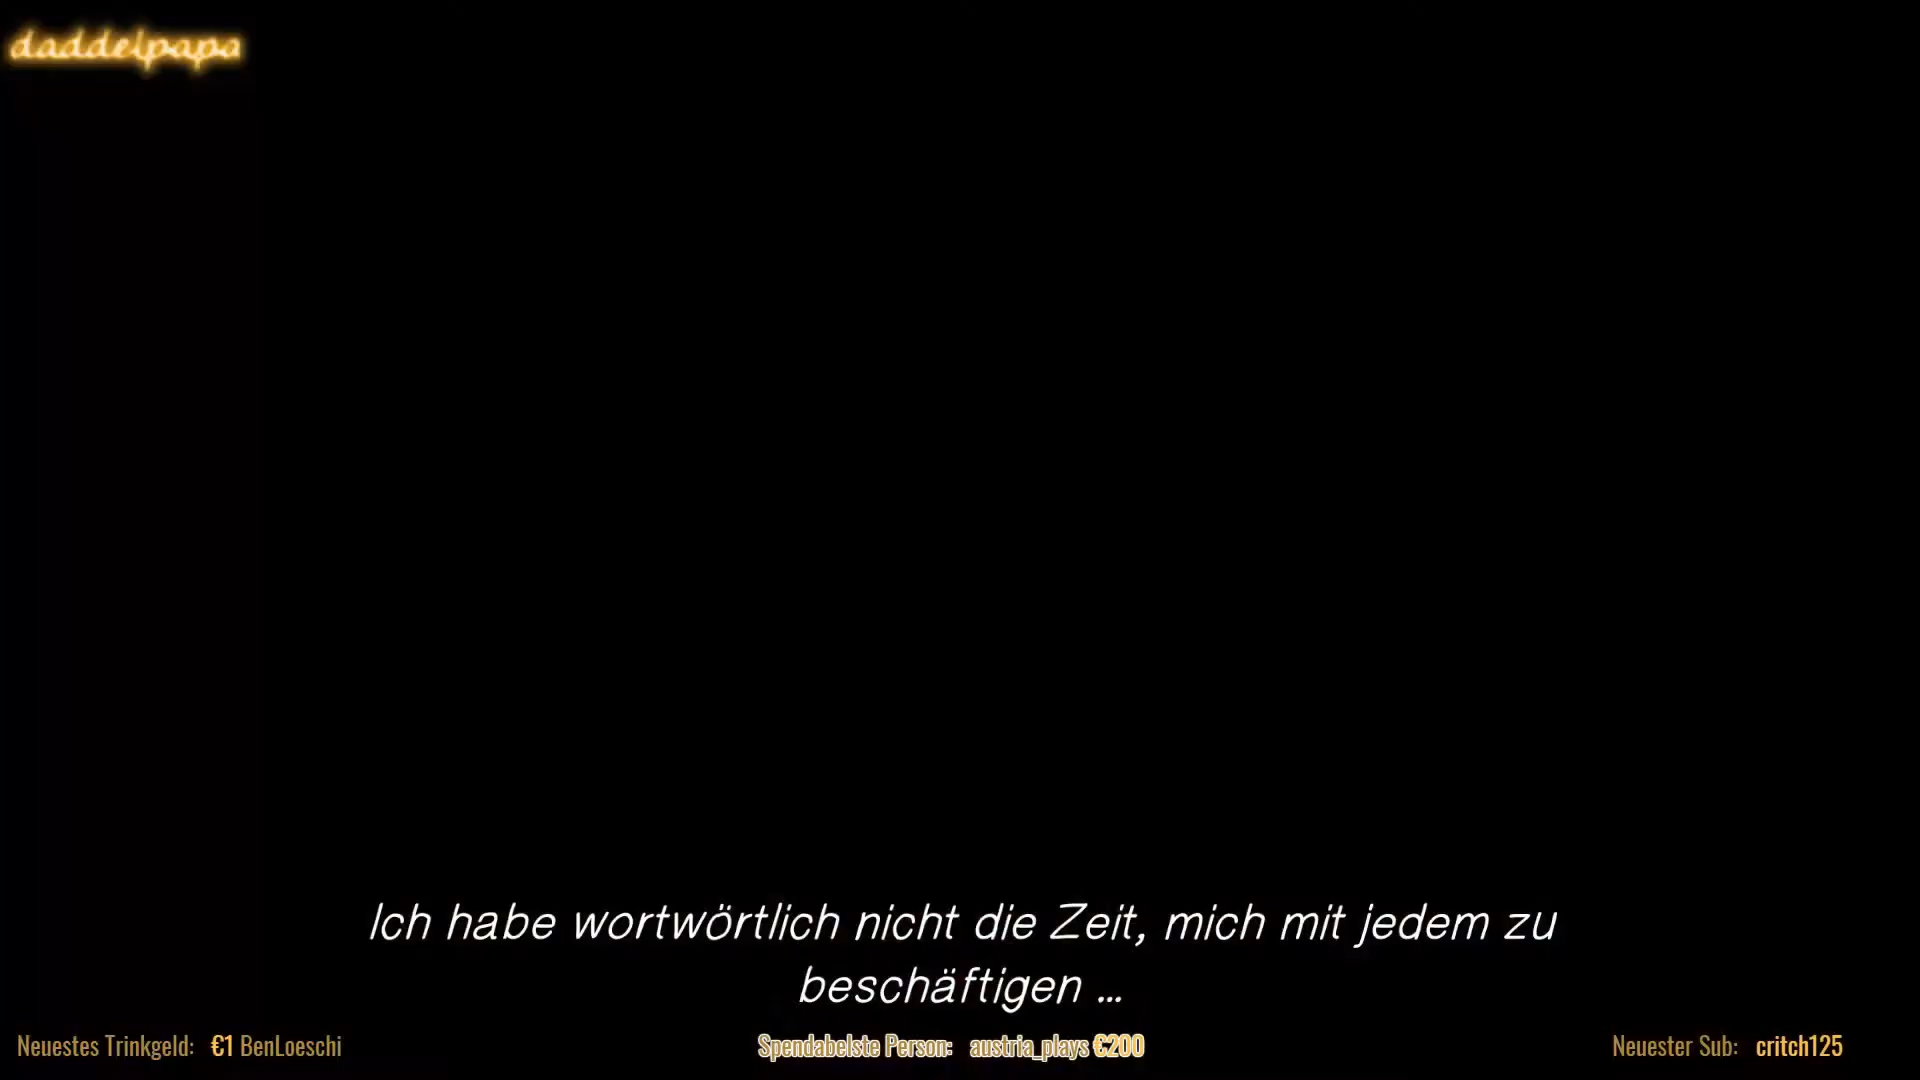 daddelpapa
Ich habe wortwörtlich nicht die Zeit, mich mit jedem zu
beschäftigen ...
Neuestes Trinkgeld: €1 BenLoeschi
Spendabelste Person: austria_plays €200
Neuester Sub: critch125